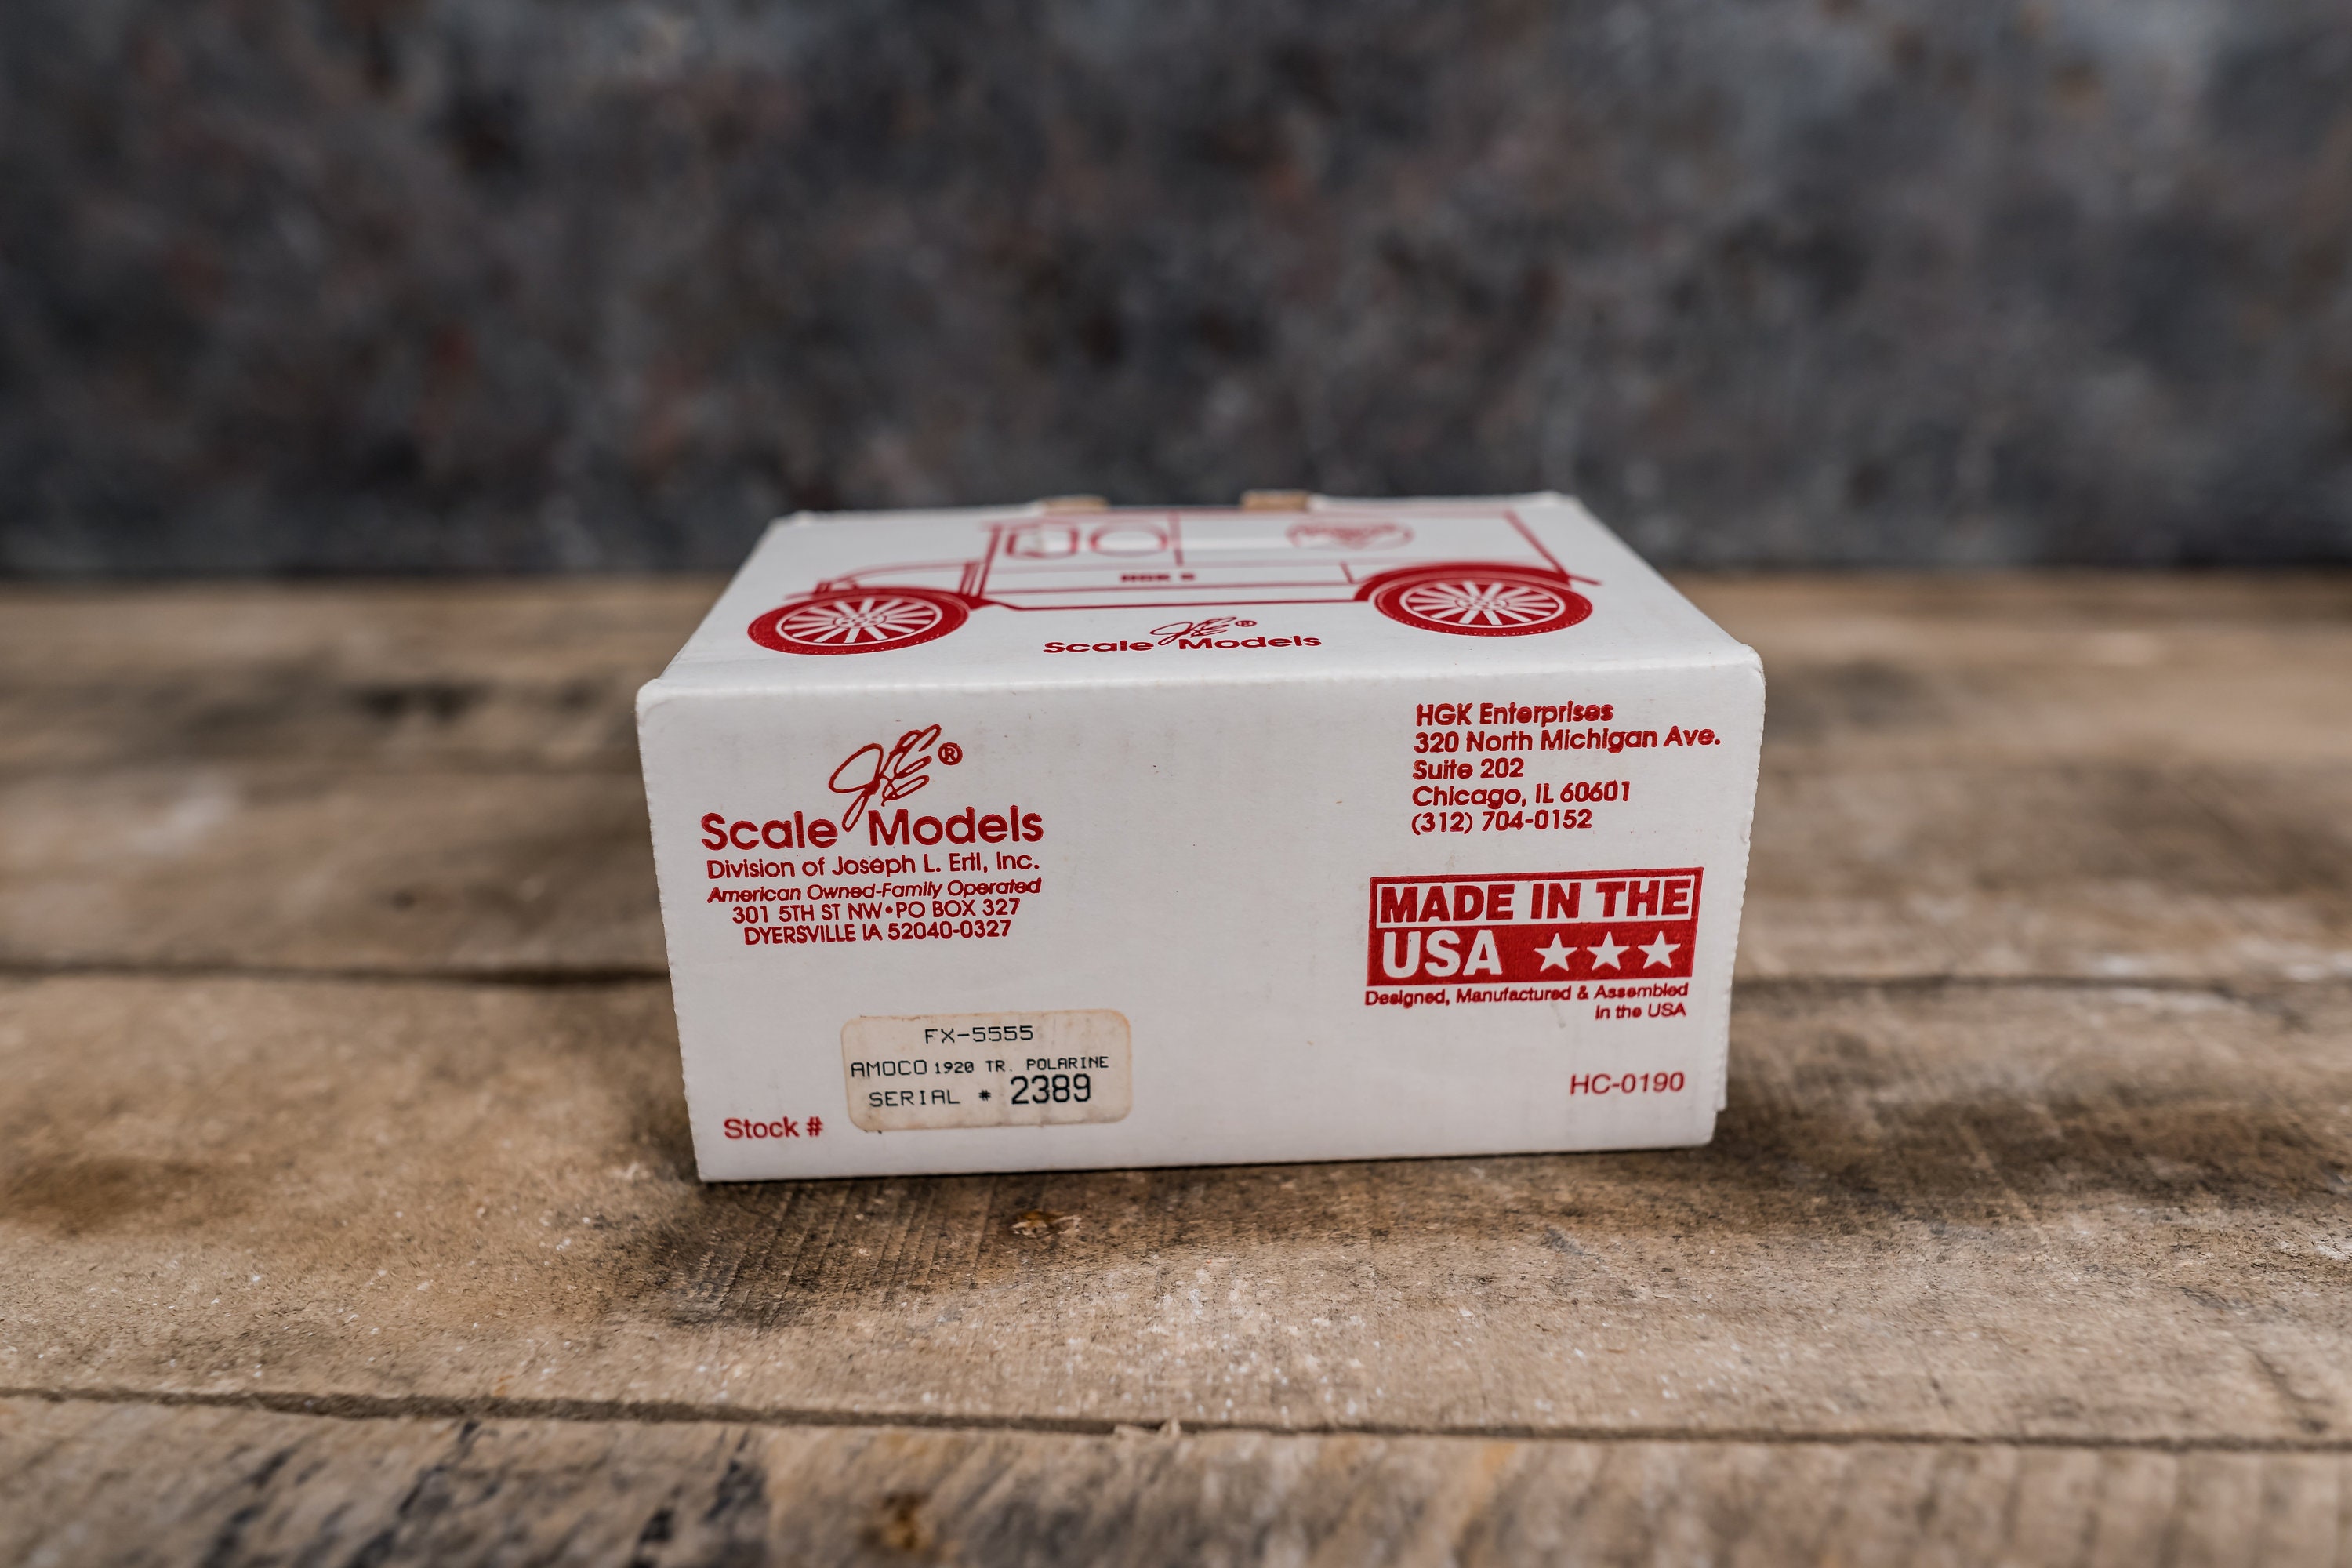 HGK
Scale Models
JLE®
Scale Models
Division of Joseph L. Ertl, Inc.
American Owned-Family Operated
301 5TH ST NW•PO BOX 327
DYERSVILLE IA 52040-0327
HGK Enterprises
320 North Michigan Ave.
Suite 202
Chicago, IL 60601
(312) 704-0152
MADE IN THE
USA
Designed, Manufactured & Assembled
in the USA
FX-5555
AMOCO 1920 TR. POLARINE
SERIAL # 2389
Stock #
HC-0190